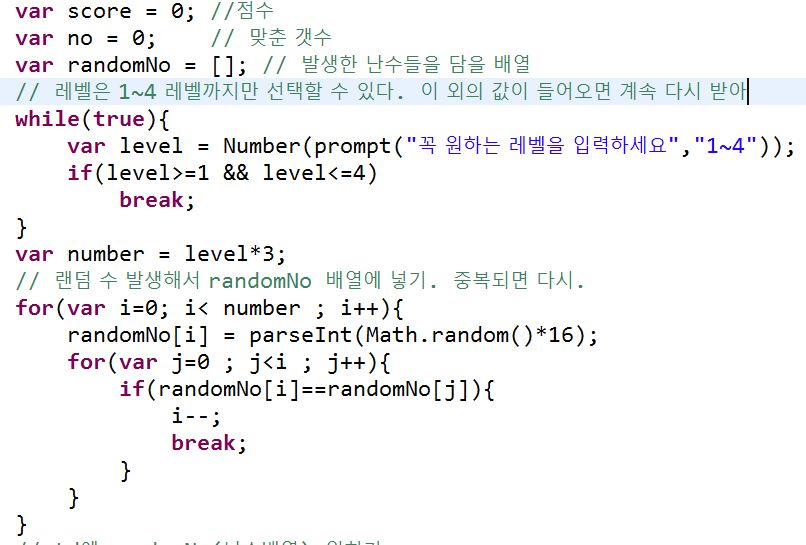 var score = 0; //점수
var no = 0;    // 맞춘 갯수
var randomNo = []; // 발생한 난수들을 담을 배열
// 레벨은 1~4 레벨까지만 선택할 수 있다. 이 외의 값이 들어오면 계속 다시 받아
while(true){
    var level = Number(prompt("꼭 원하는 레벨을 입력하세요","1~4"));
    if(level>=1 && level<=4)
        break;
}
var number = level*3;
// 랜덤 수 발생해서 randomNo 배열에 넣기. 중복되면 다시.
for(var i=0; i< number ; i++){
    randomNo[i] = parseInt(Math.random()*16);
    for(var j=0 ; j<i ; j++){
        if(randomNo[i]==randomNo[j]){
            i--;
            break;
        }
    }
}